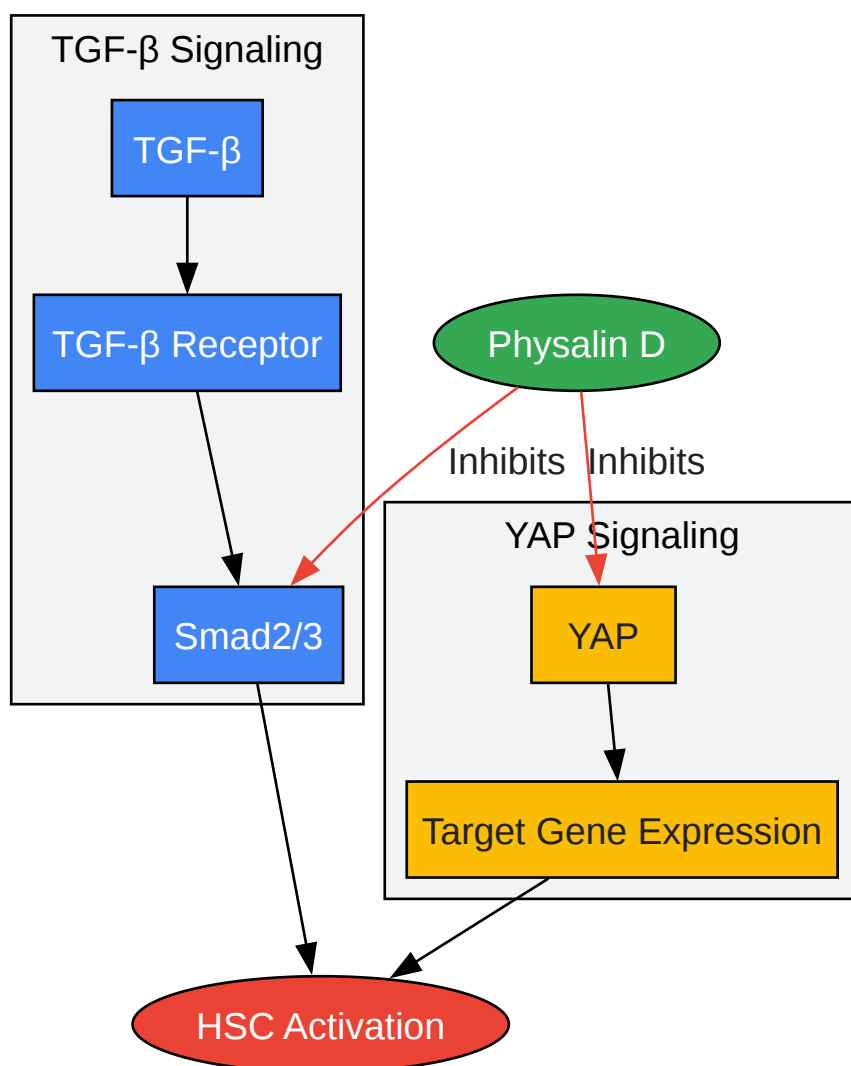 TGF-β Signaling
TGF-β
TGF-β Receptor
Physalin D
Inhibits
Inhibits
YAP Signaling
Smad2/3
YAP
Target Gene Expression
HSC Activation